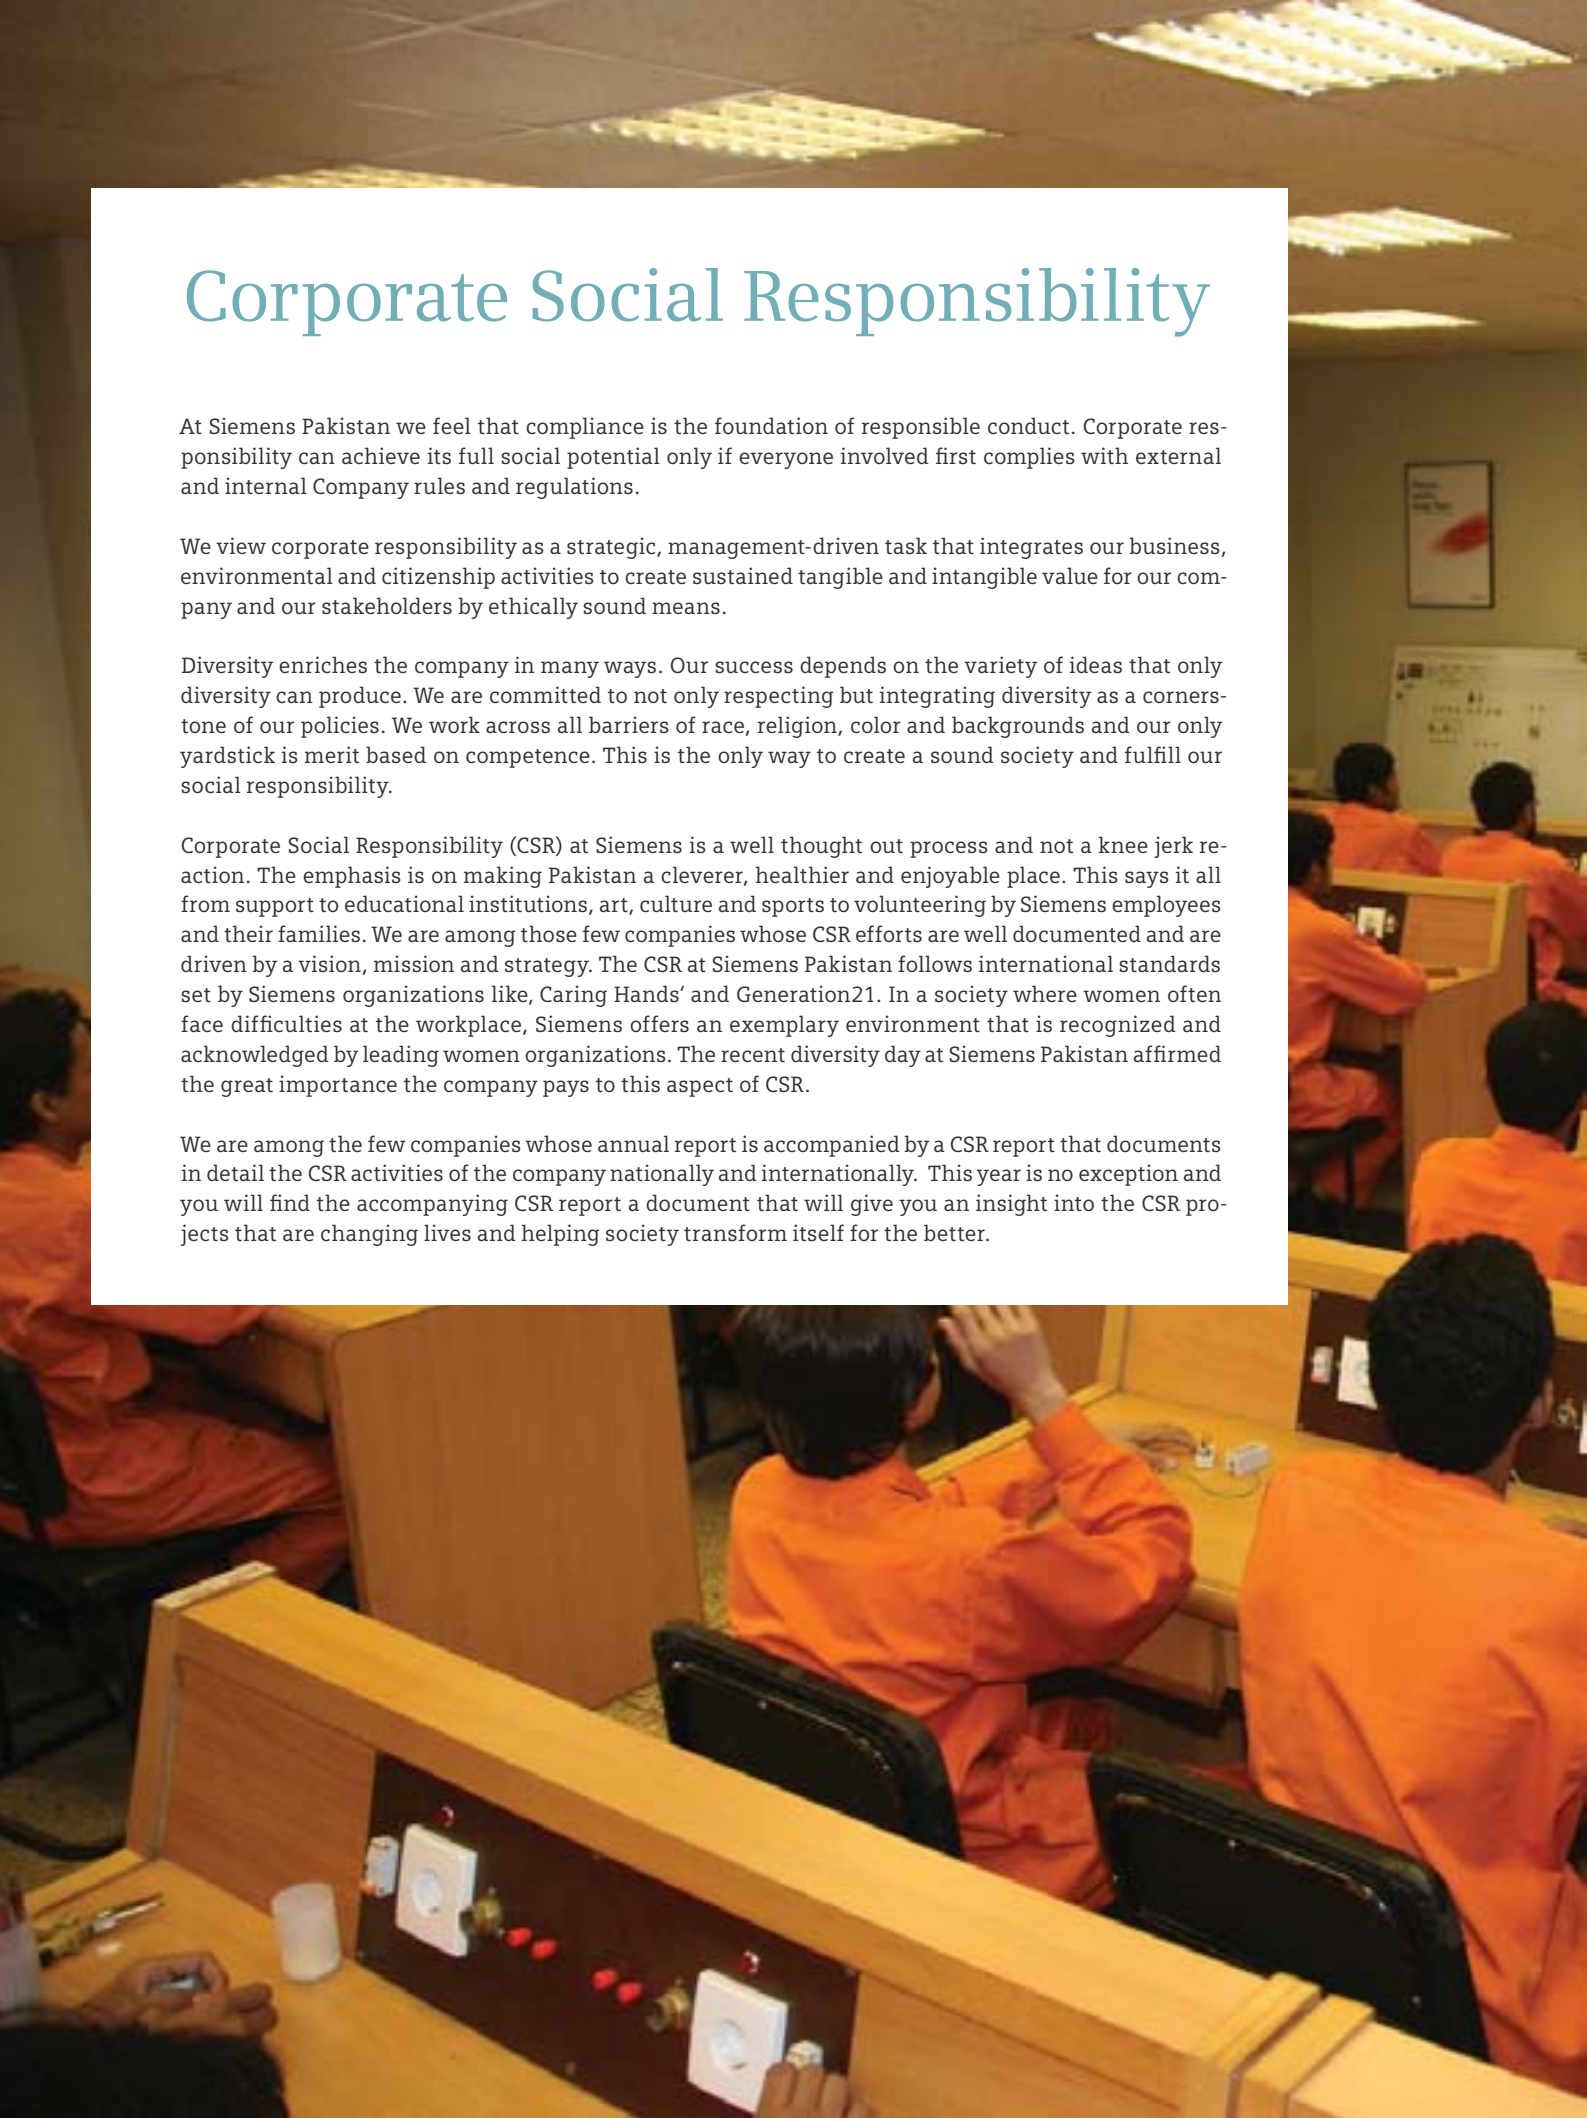 Corporate Social Responsibility
At Siemens Pakistan we feel that compliance is the foundation of responsible conduct. Corporate res-
ponsibility can achieve its full social potential only if everyone involved first complies with external
and internal Company rules and regulations.
We view corporate responsibility as a strategic, management-driven task that integrates our business,
environmental and citizenship activities to create sustained tangible and intangible value for our com-
pany and our stakeholders by ethically sound means.
Diversity enriches the company in many ways. Our success depends on the variety of ideas that only
diversity can produce. We are committed to not only respecting but integrating diversity as a corners-
tone of our policies. We work across all barriers of race, religion, color and backgrounds and our only
yardstick is merit based on competence. This is the only way to create a sound society and fulfill our
social responsibility.
Corporate Social Responsibility (CSR) at Siemens is a well thought out process and not a knee jerk re-
action. The emphasis is on making Pakistan a cleverer, healthier and enjoyable place. This says it all
from support to educational institutions, art, culture and sports to volunteering by Siemens employees
and their families. We are among those few companies whose CSR efforts are well documented and are
driven by a vision, mission and strategy. The CSR at Siemens Pakistan follows international standards
set by Siemens organizations like, Caring Hands’ and Generation21. In a society where women often
face difficulties at the workplace, Siemens offers an exemplary environment that is recognized and
acknowledged by leading women organizations. The recent diversity day at Siemens Pakistan affirmed
the great importance the company pays to this aspect of CSR.
We are among the few companies whose annual report is accompanied by a CSR report that documents
in detail the CSR activities of the company nationally and internationally.  This year is no exception and
you will find the accompanying CSR report a document that will give you an insight into the CSR pro-
jects that are changing lives and helping society transform itself for the better.